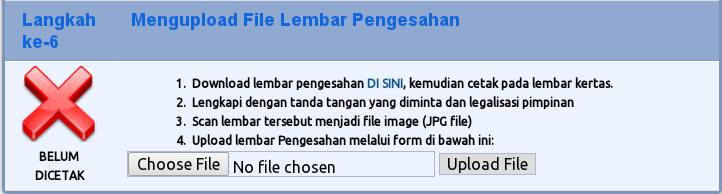 Langkah ke-6
Mengupload File Lembar Pengesahan
BELUM
DICETAK
1. Download lembar pengesahan DI SINI, kemudian cetak pada lembar kertas.
2. Lengkapi dengan tanda tangan yang diminta dan legalisasi pimpinan
3. Scan lembar tersebut menjadi file image (JPG file)
4. Upload lembar Pengesahan melalui form di bawah ini:
Choose File No file chosen Upload File